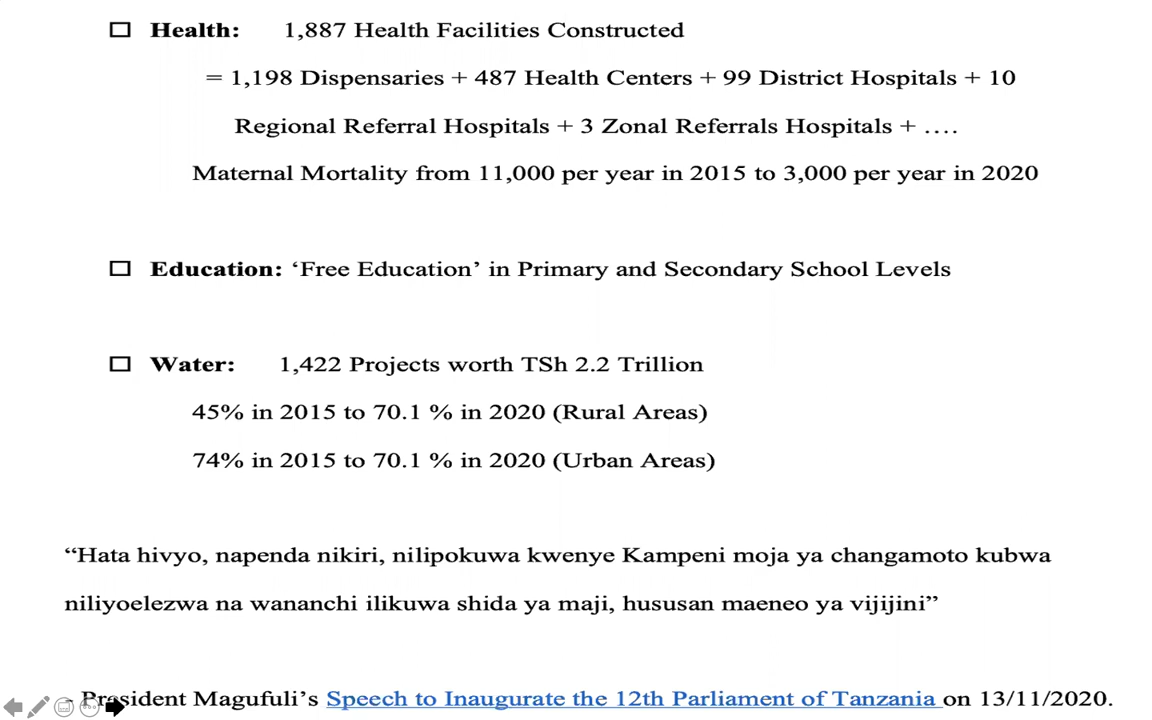 Health: 1,887 Health Facilities Constructed
= 1,198 Dispensaries + 487 Health Centers + 99 District Hospitals + 10
Regional Referral Hospitals + 3 Zonal Referrals Hospitals + ….
Maternal Mortality from 11,000 per year in 2015 to 3,000 per year in 2020
Education: ‘Free Education’ in Primary and Secondary School Levels
Water: 1,422 Projects worth TSh 2.2 Trillion
45% in 2015 to 70.1 % in 2020 (Rural Areas)
74% in 2015 to 70.1 % in 2020 (Urban Areas)
“Hata hivyo, napenda nikiri, nilipokuwa kwenye Kampeni moja ya changamoto kubwa
niliyoelezwa na wananchi ilikuwa shida ya maji, hususan maeneo ya vijijini”
- President Magufuli’s Speech to Inaugurate the 12th Parliament of Tanzania on 13/11/2020.